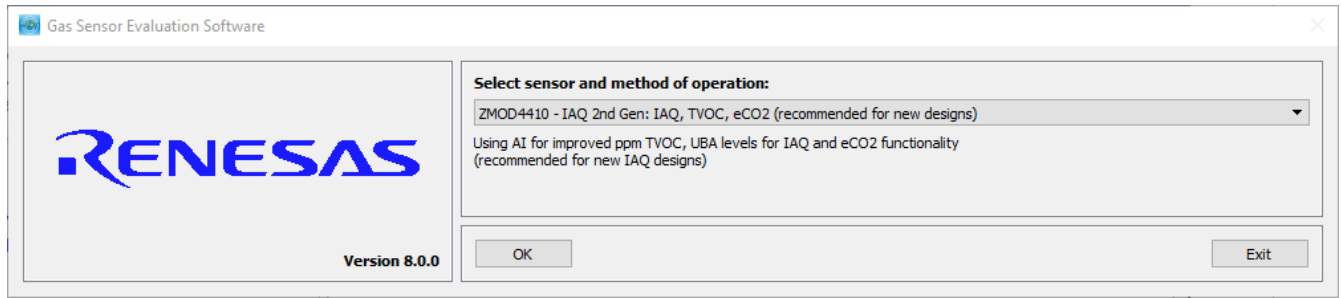 Gas Sensor Evaluation Software
RENESAS
Version 8.0.0
Select sensor and method of operation:
ZMOD4410 - IAQ 2nd Gen: IAQ, TVOC, eCO2 (recommended for new designs)
Using AI for improved ppm TVOC, UBA levels for IAQ and eCO2 functionality
(recommended for new IAQ designs)
OK
Exit